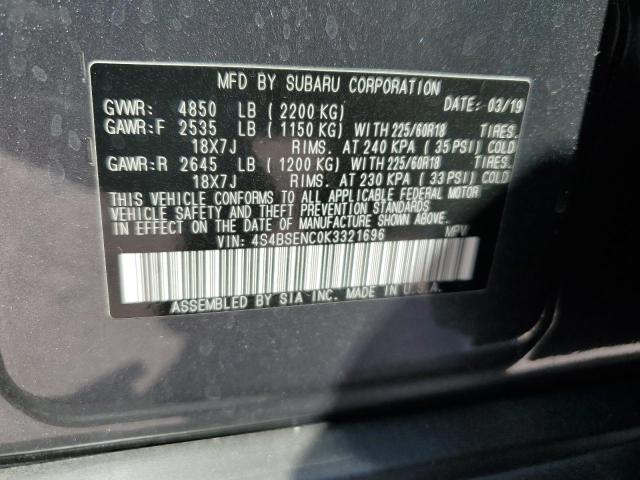 MFD BY SUBARU CORPORATION
GVWR: 4850 LB ( 2200 KG) DATE: 03/19
GAWR:F 2535 LB ( 1150 KG) WITH 225/60R18 TIRES.
18X7J RIMS. AT 240 KPA ( 35 PSI) COLD
GAWR:R 2645 LB ( 1200 KG) WITH 225/60R18 TIRES.
18X7J RIMS. AT 230 KPA ( 33 PSI) COLD
THIS VEHICLE CONFORMS TO ALL APPLICABLE FEDERAL MOTOR
VEHICLE SAFETY AND THEFT PREVENTION STANDARDS
IN EFFECT ON THE DATE OF MANUFACTURE SHOWN ABOVE.
VIN: 4S4BSENC0K3321696 MPV
ASSEMBLED BY SIA INC. MADE IN U.S.A.